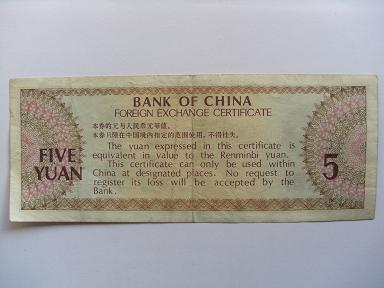 BANK OF CHINA
FOREIGN EXCHANGE CERTIFICATE
本券的元与人民币元等值。
本券只限在中国境内指定的范围使用，不得挂失。
FIVE
YUAN
The yuan expressed in this certificate is
equivalent in value to the Renminbi yuan.
This certificate can only be used within
China at designated places. No request to
register its loss will be accepted by the
Bank.
5